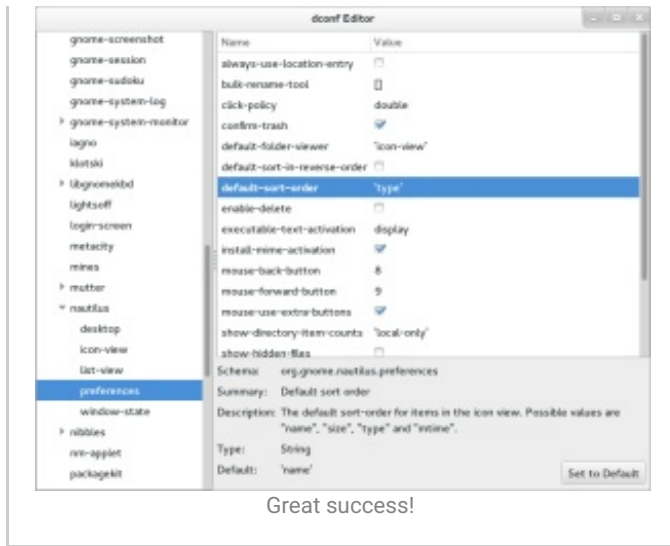 dconf Editor
gnome-screenshot
gnome-session
gnome-sudoku
gnome-system-log
gnome-system-monitor
iagno
klotski
libgnomekbd
lightsoff
login-screen
metacity
mines
mutter
nautilus
desktop
icon-view
list-view
preferences
window-state
nibbles
nm-applet
packagekit
Name Value
always-use-location-entry
bulk-rename-tool []
click-policy double
confirm-trash
default-folder-viewer 'icon-view'
default-sort-in-reverse-order
default-sort-order 'type'
enable-delete
executable-text-activation display
install-mime-activation
mouse-back-button 8
mouse-forward-button 9
mouse-use-extra-buttons
show-directory-item-counts 'local-only'
show-hidden-files
Schema: org.gnome.nautilus.preferences
Summary: Default sort order
Description: The default sort-order for items in the icon view. Possible values are
"name", "size", "type" and "mtime".
Type: String
Default: 'name'
Set to Default
Great success!